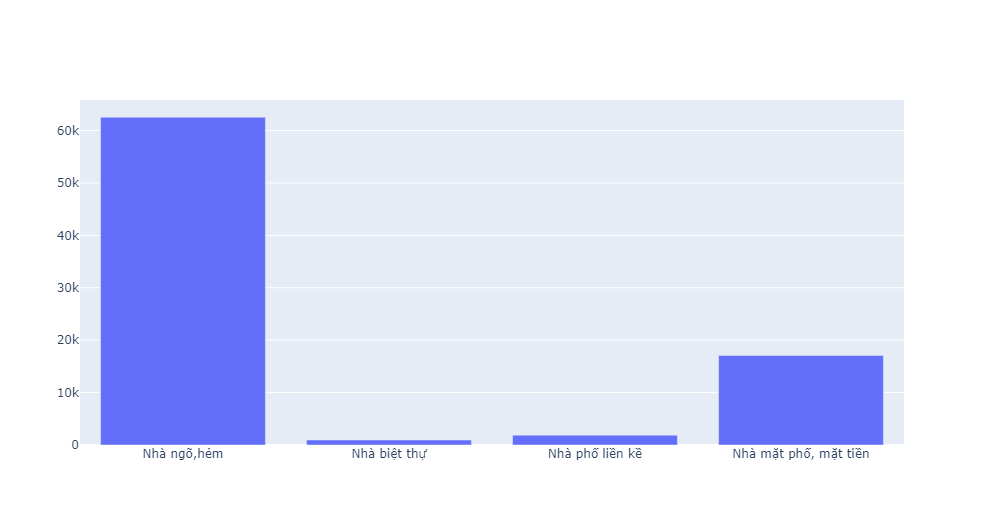 60k
50k
40k
30k
20k
10k
0
Nhà ngõ,hẻm
Nhà biệt thự
Nhà phố liền kề
Nhà mặt phố, mặt tiền